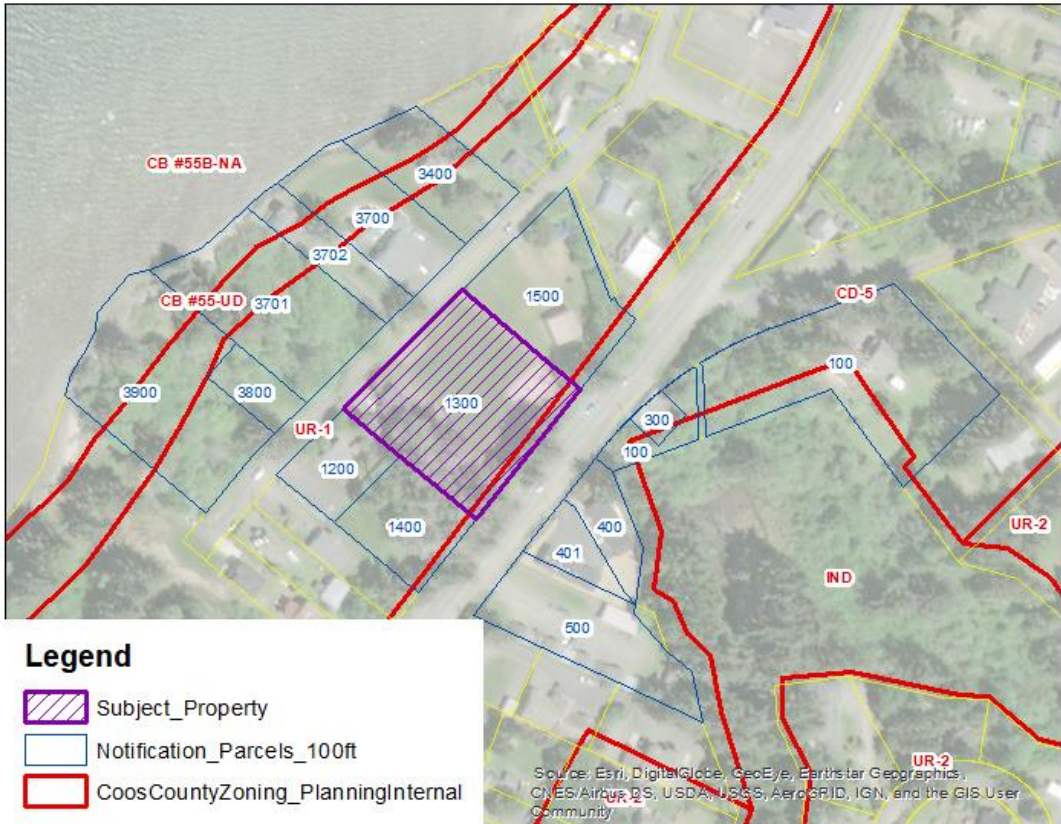 CB #55B-NA
3400
3700
3702
CB #55-UD
3701
1500
CD-5
3900
3800
1300
100
UR-1
300
1200
100
1400
400
401
UR-2
IND
500
UR-2
UR-2
Legend
Subject_Property
Notification_Parcels_100ft
CoosCountyZoning_PlanningInternal
Source: Esri, DigitalGlobe, GeoEye, Earthstar Geographics,
CNES/Airbus DS, USDA, USGS, AeroGRID, IGN, and the GIS User
Community